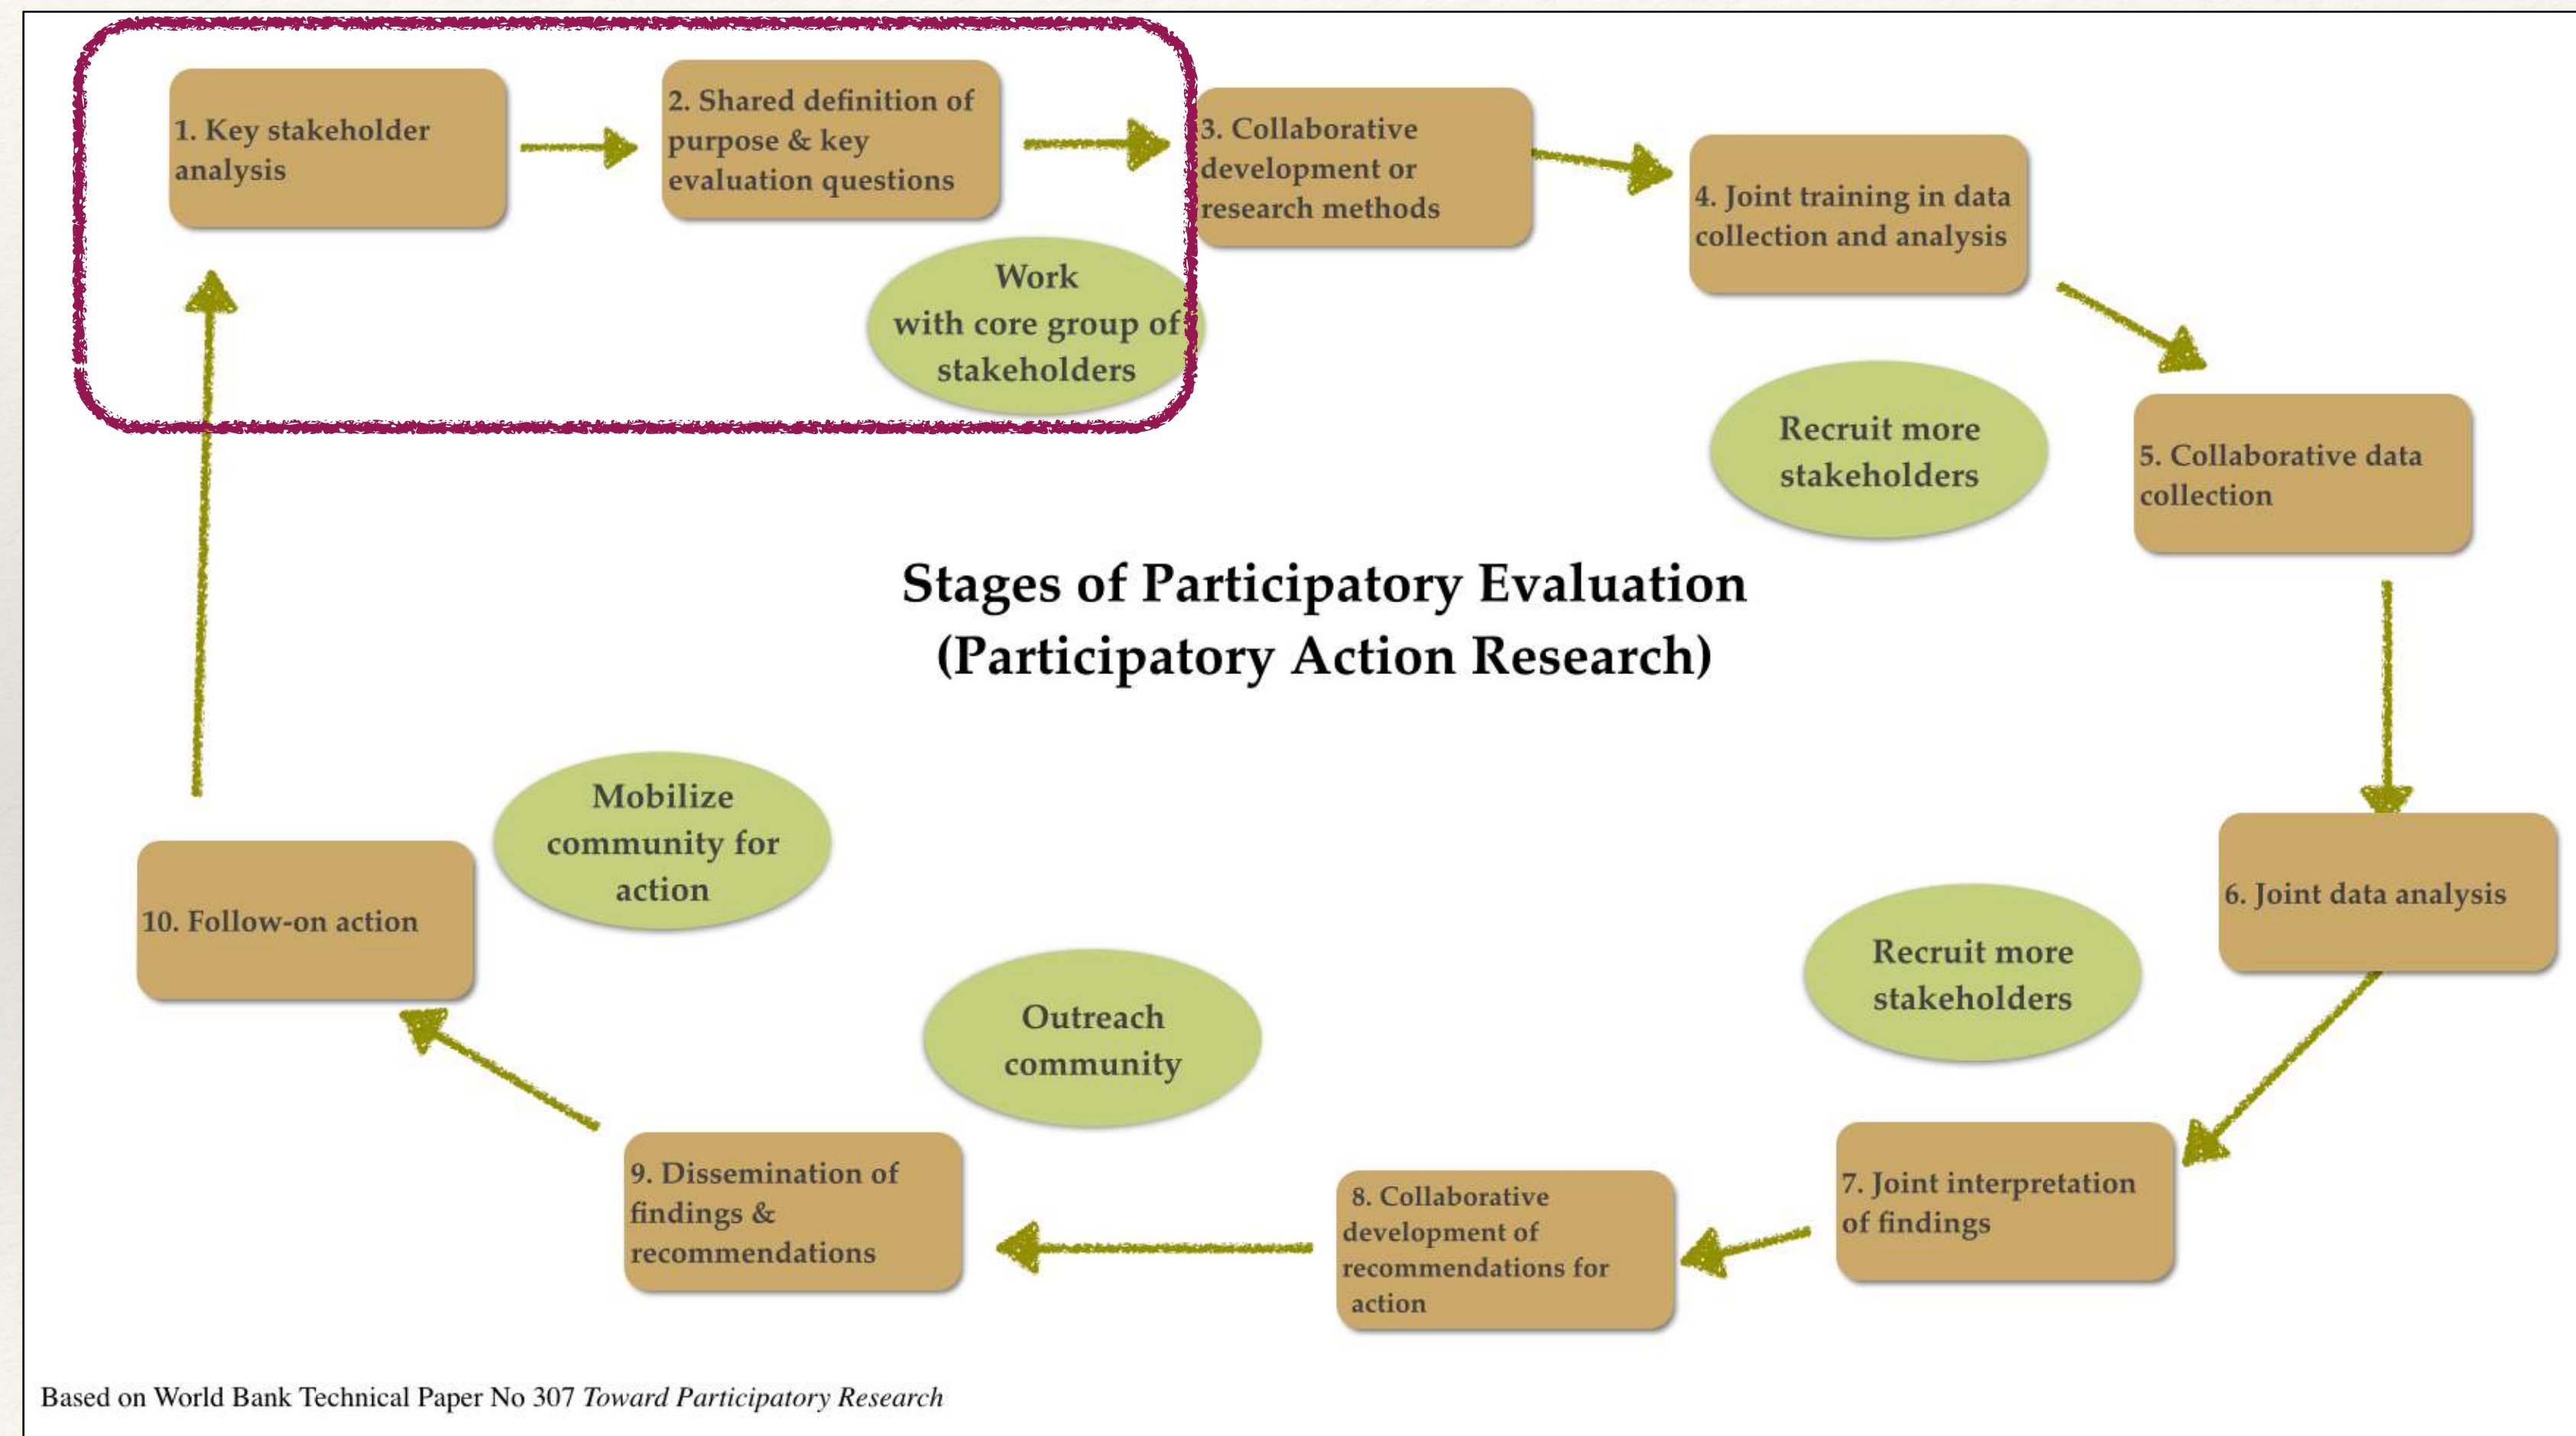 1. Key stakeholder
analysis
2. Shared definition of
purpose & key
evaluation questions
3. Collaborative
development or
research methods
4. Joint training in data
collection and analysis
Work
with core group of
stakeholders
Recruit more
stakeholders
5. Collaborative data
collection
Stages of Participatory Evaluation
(Participatory Action Research)
6. Joint data analysis
Recruit more
stakeholders
7. Joint interpretation
of findings
8. Collaborative
development of
recommendations for
action
Outreach
community
9. Dissemination of
findings &
recommendations
Mobilize
community for
action
10. Follow-on action
Based on World Bank Technical Paper No 307 Toward Participatory Research